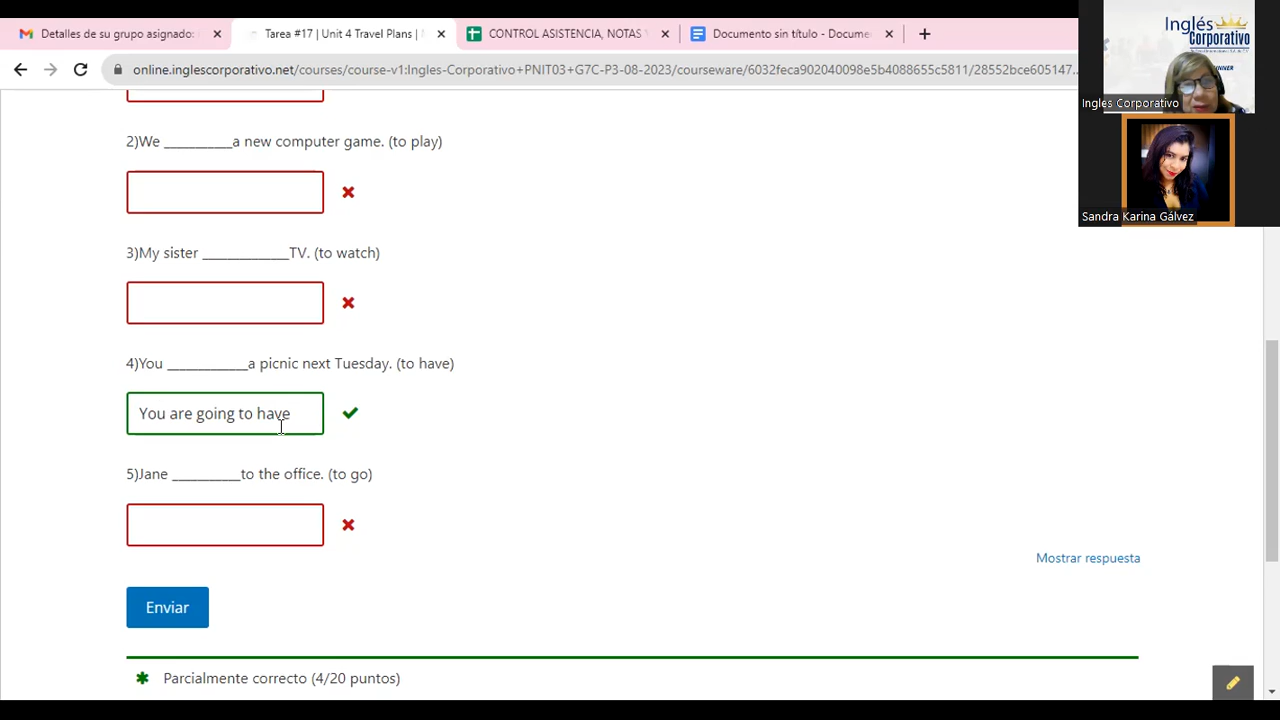 Detalles de su grupo asignado:
Tarea #17 | Unit 4 Travel Plans |
CONTROL ASISTENCIA, NOTAS
Documento sin título - Docume
online.inglescorporativo.net/courses/course-v1:Ingles-Corporativo+PNIT03+G7C-P3-08-2023/courseware/6032feca902040098e5b4088655c5811/28552bce605147...
Inglés
Corporativo
Inglés Corporativo
Sandra Karina Gálvez
2)We ___________a new computer game. (to play)
3)My sister ______________TV. (to watch)
4)You _____________a picnic next Tuesday. (to have)
You are going to have
5)Jane ___________to the office. (to go)
Mostrar respuesta
Enviar
Parcialmente correcto (4/20 puntos)